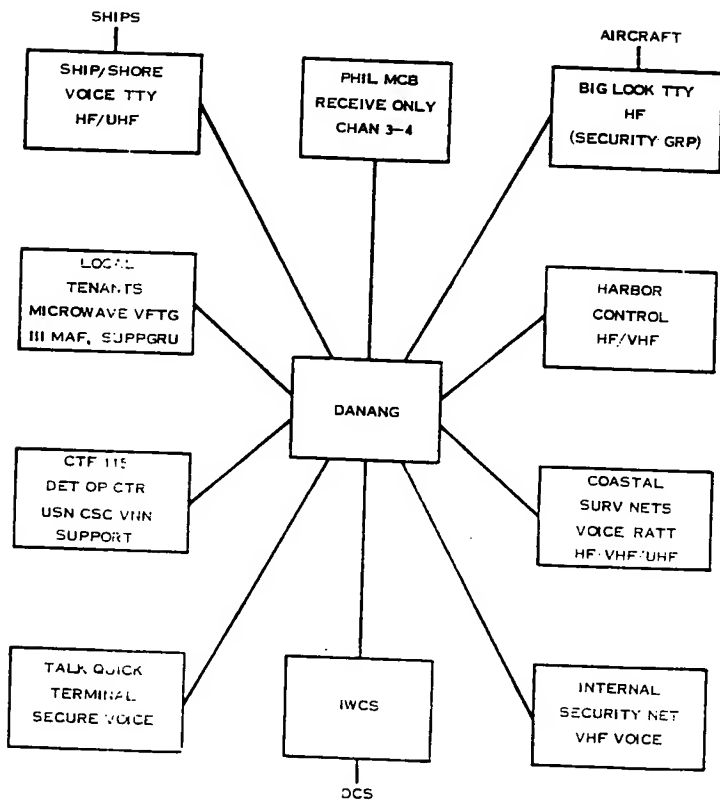 SHIPS
SHIP/SHORE
VOICE TTY
HF/UHF
PHIL MCB
RECEIVE ONLY
CHAN 3-4
AIRCRAFT
BIG LOOK TTY
HF
(SECURITY GRP)
LOCAL
TENANTS
MICROWAVE VFTG
III MAF, SUPPGRU
HARBOR
CONTROL
HF/VHF
DANANG
CTF 115
DET OP CTR
USN CSC VNN
SUPPORT
COASTAL
SURV NETS
VOICE RATT
HF/VHF/UHF
TALK QUICK
TERMINAL
SECURE VOICE
IWCS
DCS
INTERNAL
SECURITY NET
VHF VOICE